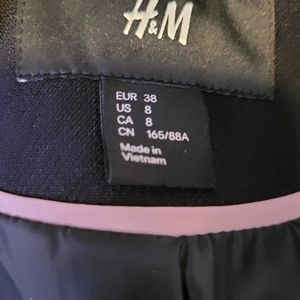 H&M
EUR 38
US 8
CA 8
CN 165/88A
Made in
Vietnam